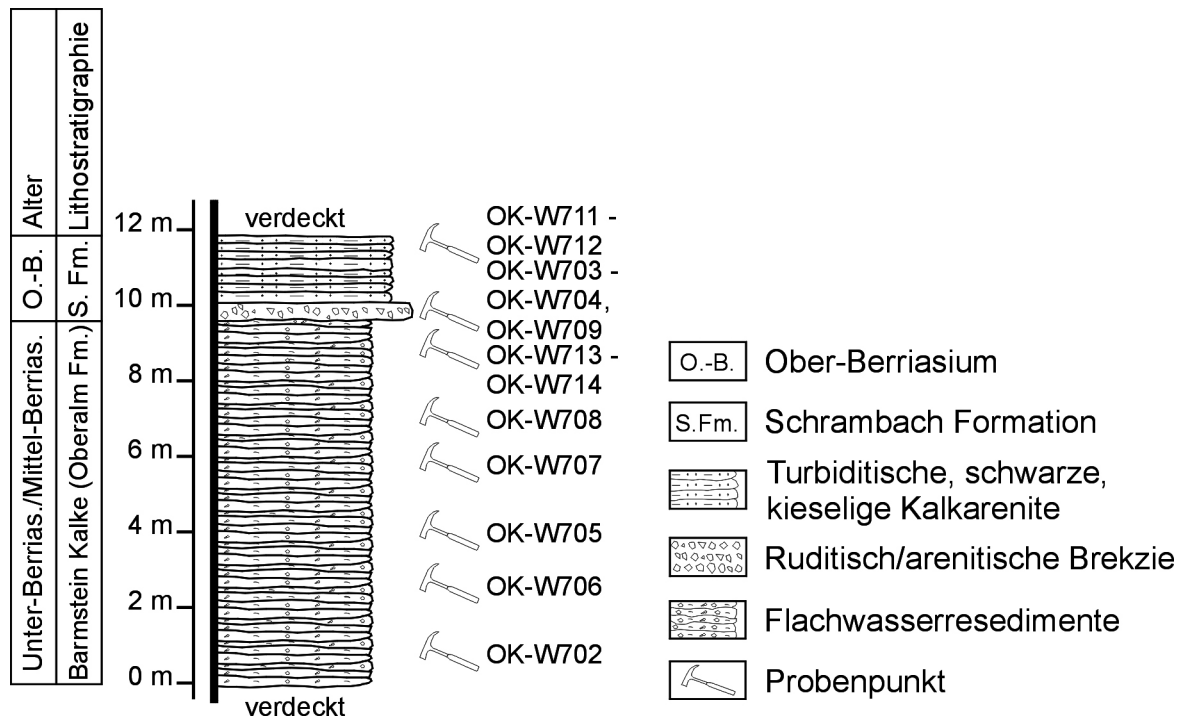 Alter
Lithostratigraphie
O.-B.
S. Fm.
Unter-Berrias./Mittel-Berrias.
Barmstein Kalke (Oberalm Fm.)
12 m
10 m
8 m
6 m
4 m
2 m
0 m
verdeckt
verdeckt
OK-W711 -
OK-W712
OK-W703 -
OK-W704,
OK-W709
OK-W713 -
OK-W714
OK-W708
OK-W707
OK-W705
OK-W706
OK-W702
O.-B.
Ober-Berriasium
S.Fm.
Schrambach Formation
Turbiditische, schwarze,
kieselige Kalkarenite
Ruditisch/arenitische Brekzie
Flachwasserresedimente
Probenpunkt